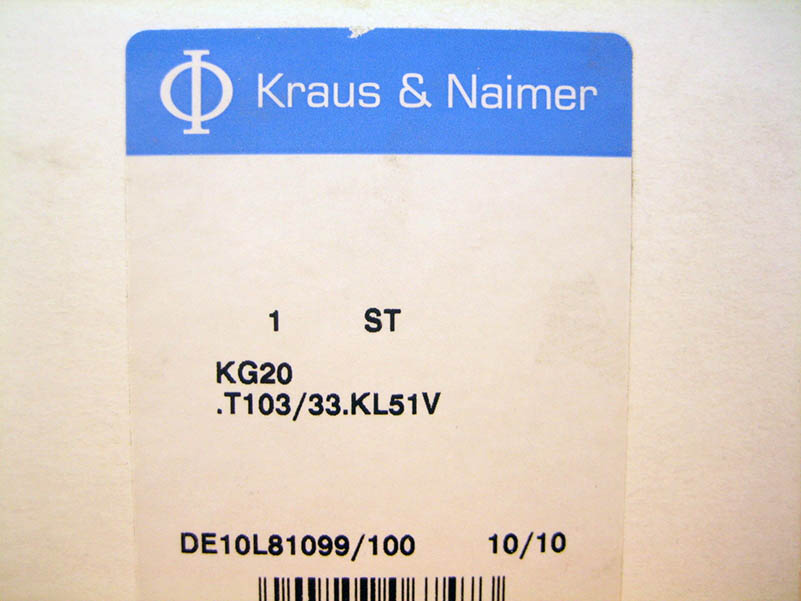 Kraus & Naimer
1 ST
KG20
.T103/33.KL51V
DE10L81099/100 10/10